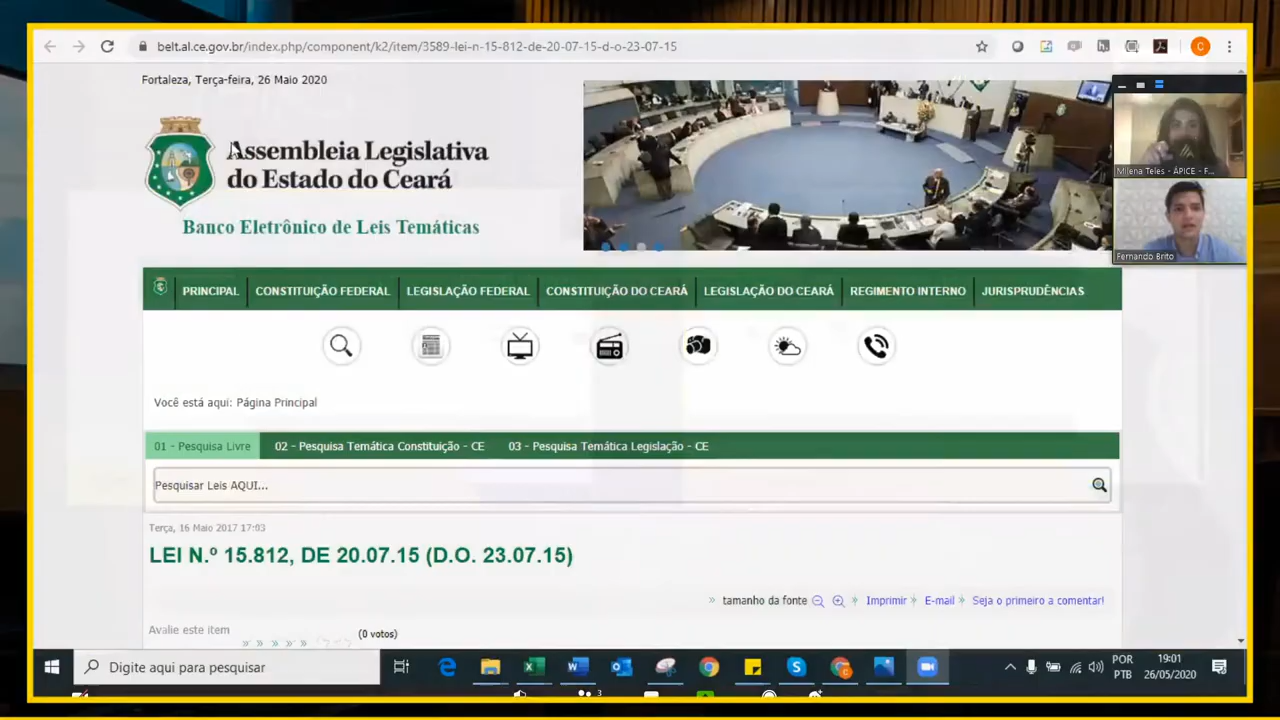 belt.al.ce.gov.br/index.php/component/k2/item/3589-lei-n-15-812-de-20-07-15-d-o-23-07-15
Fortaleza, Terça-feira, 26 Maio 2020
Assembleia Legislativa
do Estado do Ceará
Banco Eletrônico de Leis Temáticas
Milena Teles - ÁPICE - F...
Fernando Brito
PRINCIPAL CONSTITUIÇÃO FEDERAL LEGISLAÇÃO FEDERAL CONSTITUIÇÃO DO CEARÁ LEGISLAÇÃO DO CEARÁ REGIMENTO INTERNO JURISPRUDÊNCIAS
Você está aqui: Página Principal
01 - Pesquisa Livre 02 - Pesquisa Temática Constituição - CE 03 - Pesquisa Temática Legislação - CE
Pesquisar Leis AQUI...
Terça, 16 Maio 2017 17:03
LEI N.º 15.812, DE 20.07.15 (D.O. 23.07.15)
tamanho da fonte Imprimir E-mail Seja o primeiro a comentar!
Avalie este item
(0 votos)
Digite aqui para pesquisar
POR
PTB
19:01
26/05/2020